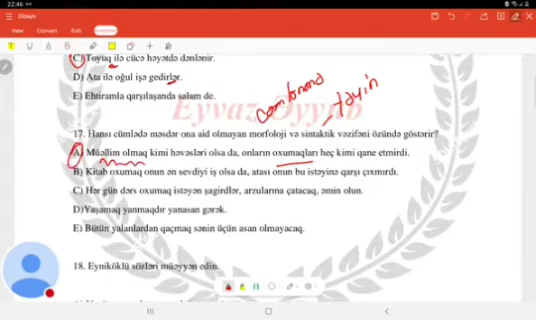 22:46
Dizayn
View Convert Edit
C) Toyuq ilə cücə həyətdə dənlənir.
D) Ata ilə oğul işə gedirlər.
E) Ehtiramla qarşılaşanda salam de.
Eyvaz Əyyub
təyin
17. Hansı cümlədə məsdər ona aid olmayan morfoloji və sintaktik vəzifəni özündə göstərir?
A) Müəllim olmaq kimi həvəsləri olsa da, onların oxumaqları heç kimi qane etmirdi.
B) Kitab oxumaq onun ən sevdiyi iş olsa da, atası onun bu istəyinə qarşı çıxmırdı.
C) Hər gün dərs oxumaq istəyən şagirdlər, arzularına çatacaq, əmin olun.
D)Yaşamaq yanmaqdır yanasan gərək.
E) Bütün yalanlardan qaçmaq sənin üçün asan olmayacaq.
18. Eyniköklü sözləri müəyyən edin.